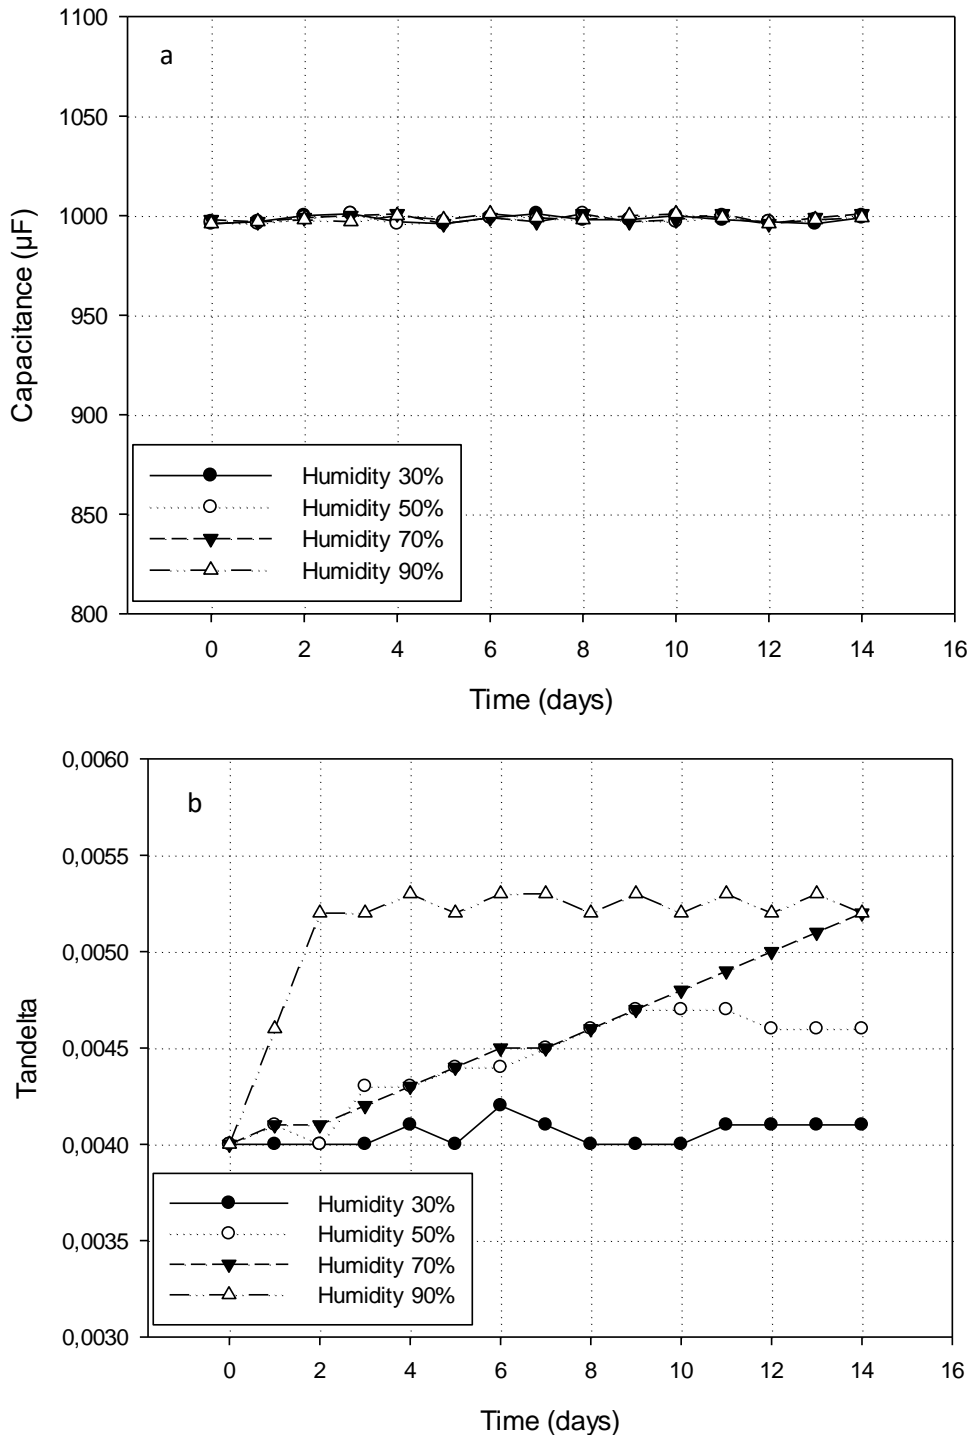 1100
a
1050
1000
950
900
850
800
Capacitance (µF)
Humidity 30%
Humidity 50%
Humidity 70%
Humidity 90%
0 2 4 6 8 10 12 14 16
Time (days)
0,0060
b
0,0055
0,0050
0,0045
0,0040
0,0035
0,0030
Tandelta
Humidity 30%
Humidity 50%
Humidity 70%
Humidity 90%
0 2 4 6 8 10 12 14 16
Time (days)